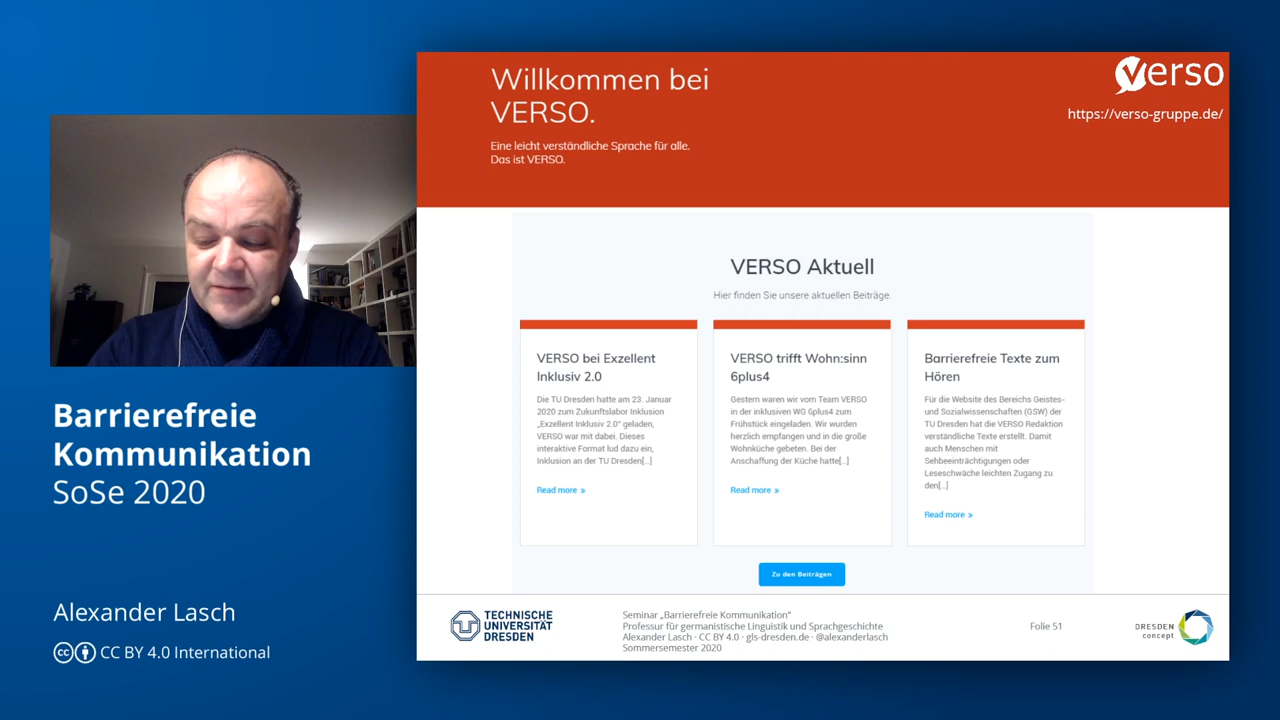 Willkommen bei
VERSO.
Eine leicht verständliche Sprache für alle.
Das ist VERSO.
verso
https://verso-gruppe.de/
VERSO Aktuell
Hier finden Sie unsere aktuellen Beiträge.
VERSO bei Exzellent
Inklusiv 2.0
Die TU Dresden hatte am 23. Januar
2020 zum Zukunftslabor Inklusion
„Exzellent Inklusiv 2.0“ geladen,
VERSO war mit dabei. Dieses
interaktive Format lud dazu ein,
Inklusion an der TU Dresden[...]
Read more »
VERSO trifft Wohn:sinn
6plus4
Gestern waren wir vom Team VERSO
in der inklusiven WG 6plus4 zum
Frühstück eingeladen. Wir wurden
herzlich empfangen und in die große
Wohnküche gebeten. Bei der
Anschaffung der Küche hatte[...]
Read more »
Barrierefreie Texte zum
Hören
Für die Website des Bereichs Geistes-
und Sozialwissenschaften (GSW) der
TU Dresden hat die VERSO Redaktion
verständliche Texte erstellt. Damit
auch Menschen mit
Sehbeeinträchtigungen oder
Leseschwäche leichten Zugang zu
den[...]
Read more »
Zu den Beiträgen
Barrierefreie
Kommunikation
SoSe 2020
Alexander Lasch
cc CC BY 4.0 International
TECHNISCHE
UNIVERSITÄT
DRESDEN
Seminar „Barrierefreie Kommunikation“
Professur für germanistische Linguistik und Sprachgeschichte
Alexander Lasch · CC BY 4.0 · gls-dresden.de · @alexanderlasch
Sommersemester 2020
Folie 51
DRESDEN
concept